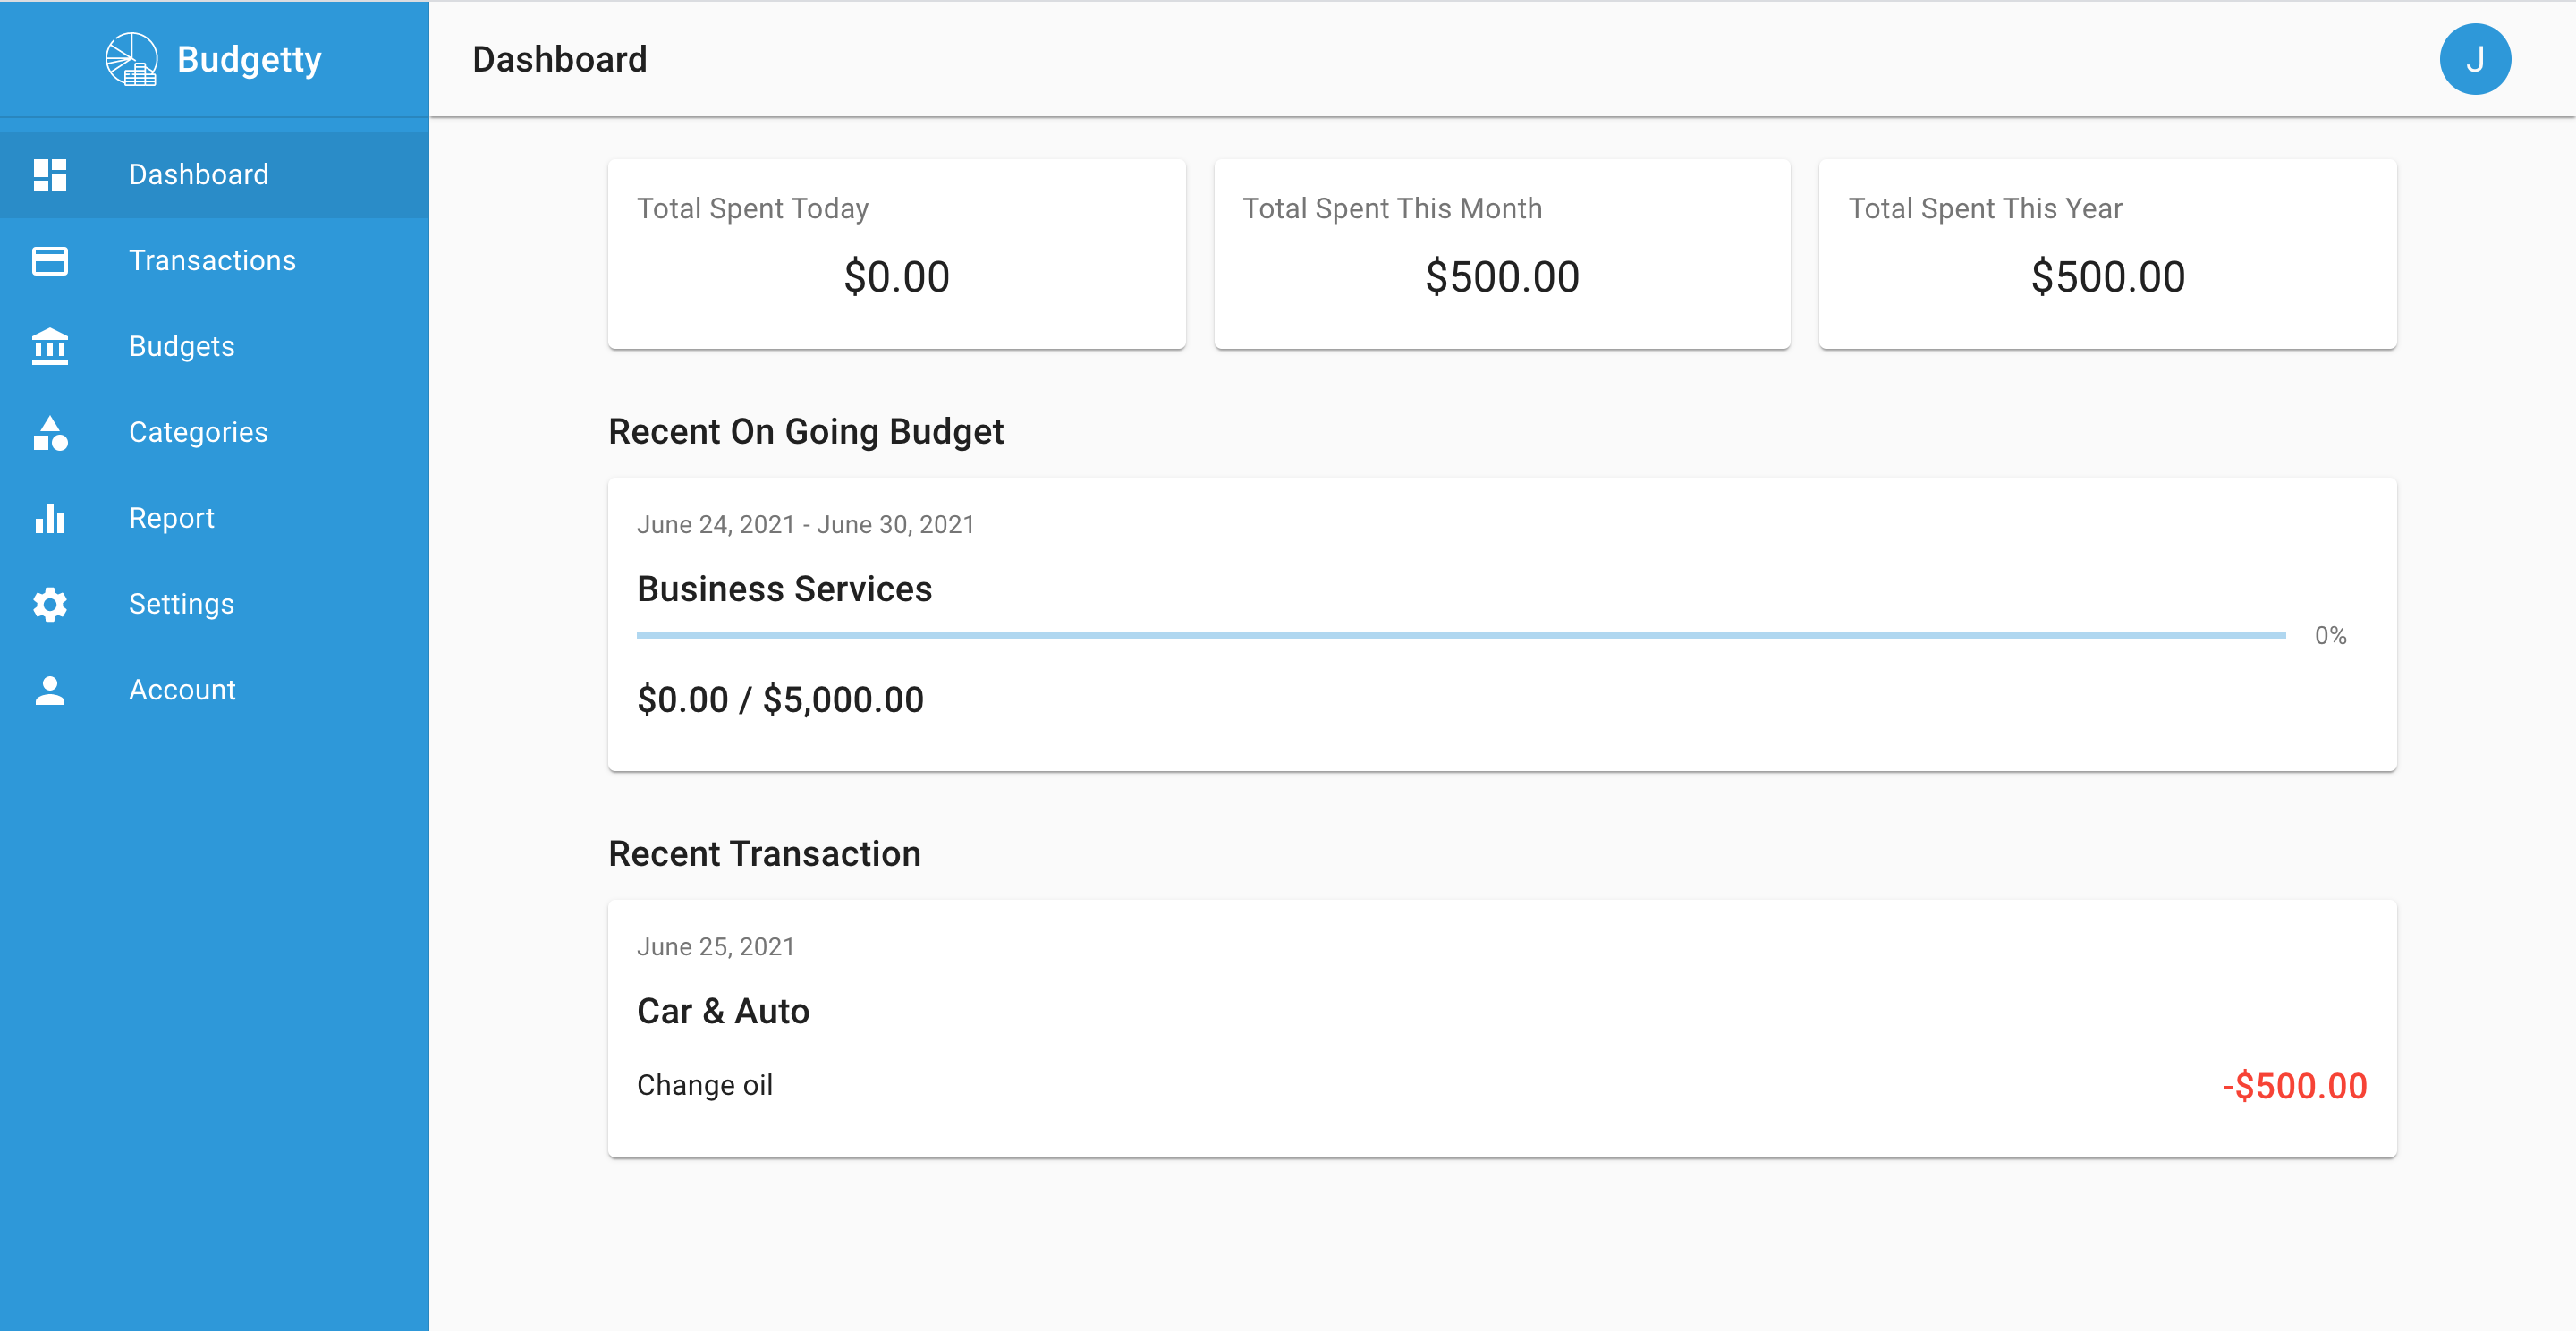 Budgetty
Dashboard
J
Dashboard
Transactions
Budgets
Categories
Report
Settings
Account
Total Spent Today
$0.00
Total Spent This Month
$500.00
Total Spent This Year
$500.00
Recent On Going Budget
June 24, 2021 - June 30, 2021
Business Services
0%
$0.00 / $5,000.00
Recent Transaction
June 25, 2021
Car & Auto
Change oil
-$500.00